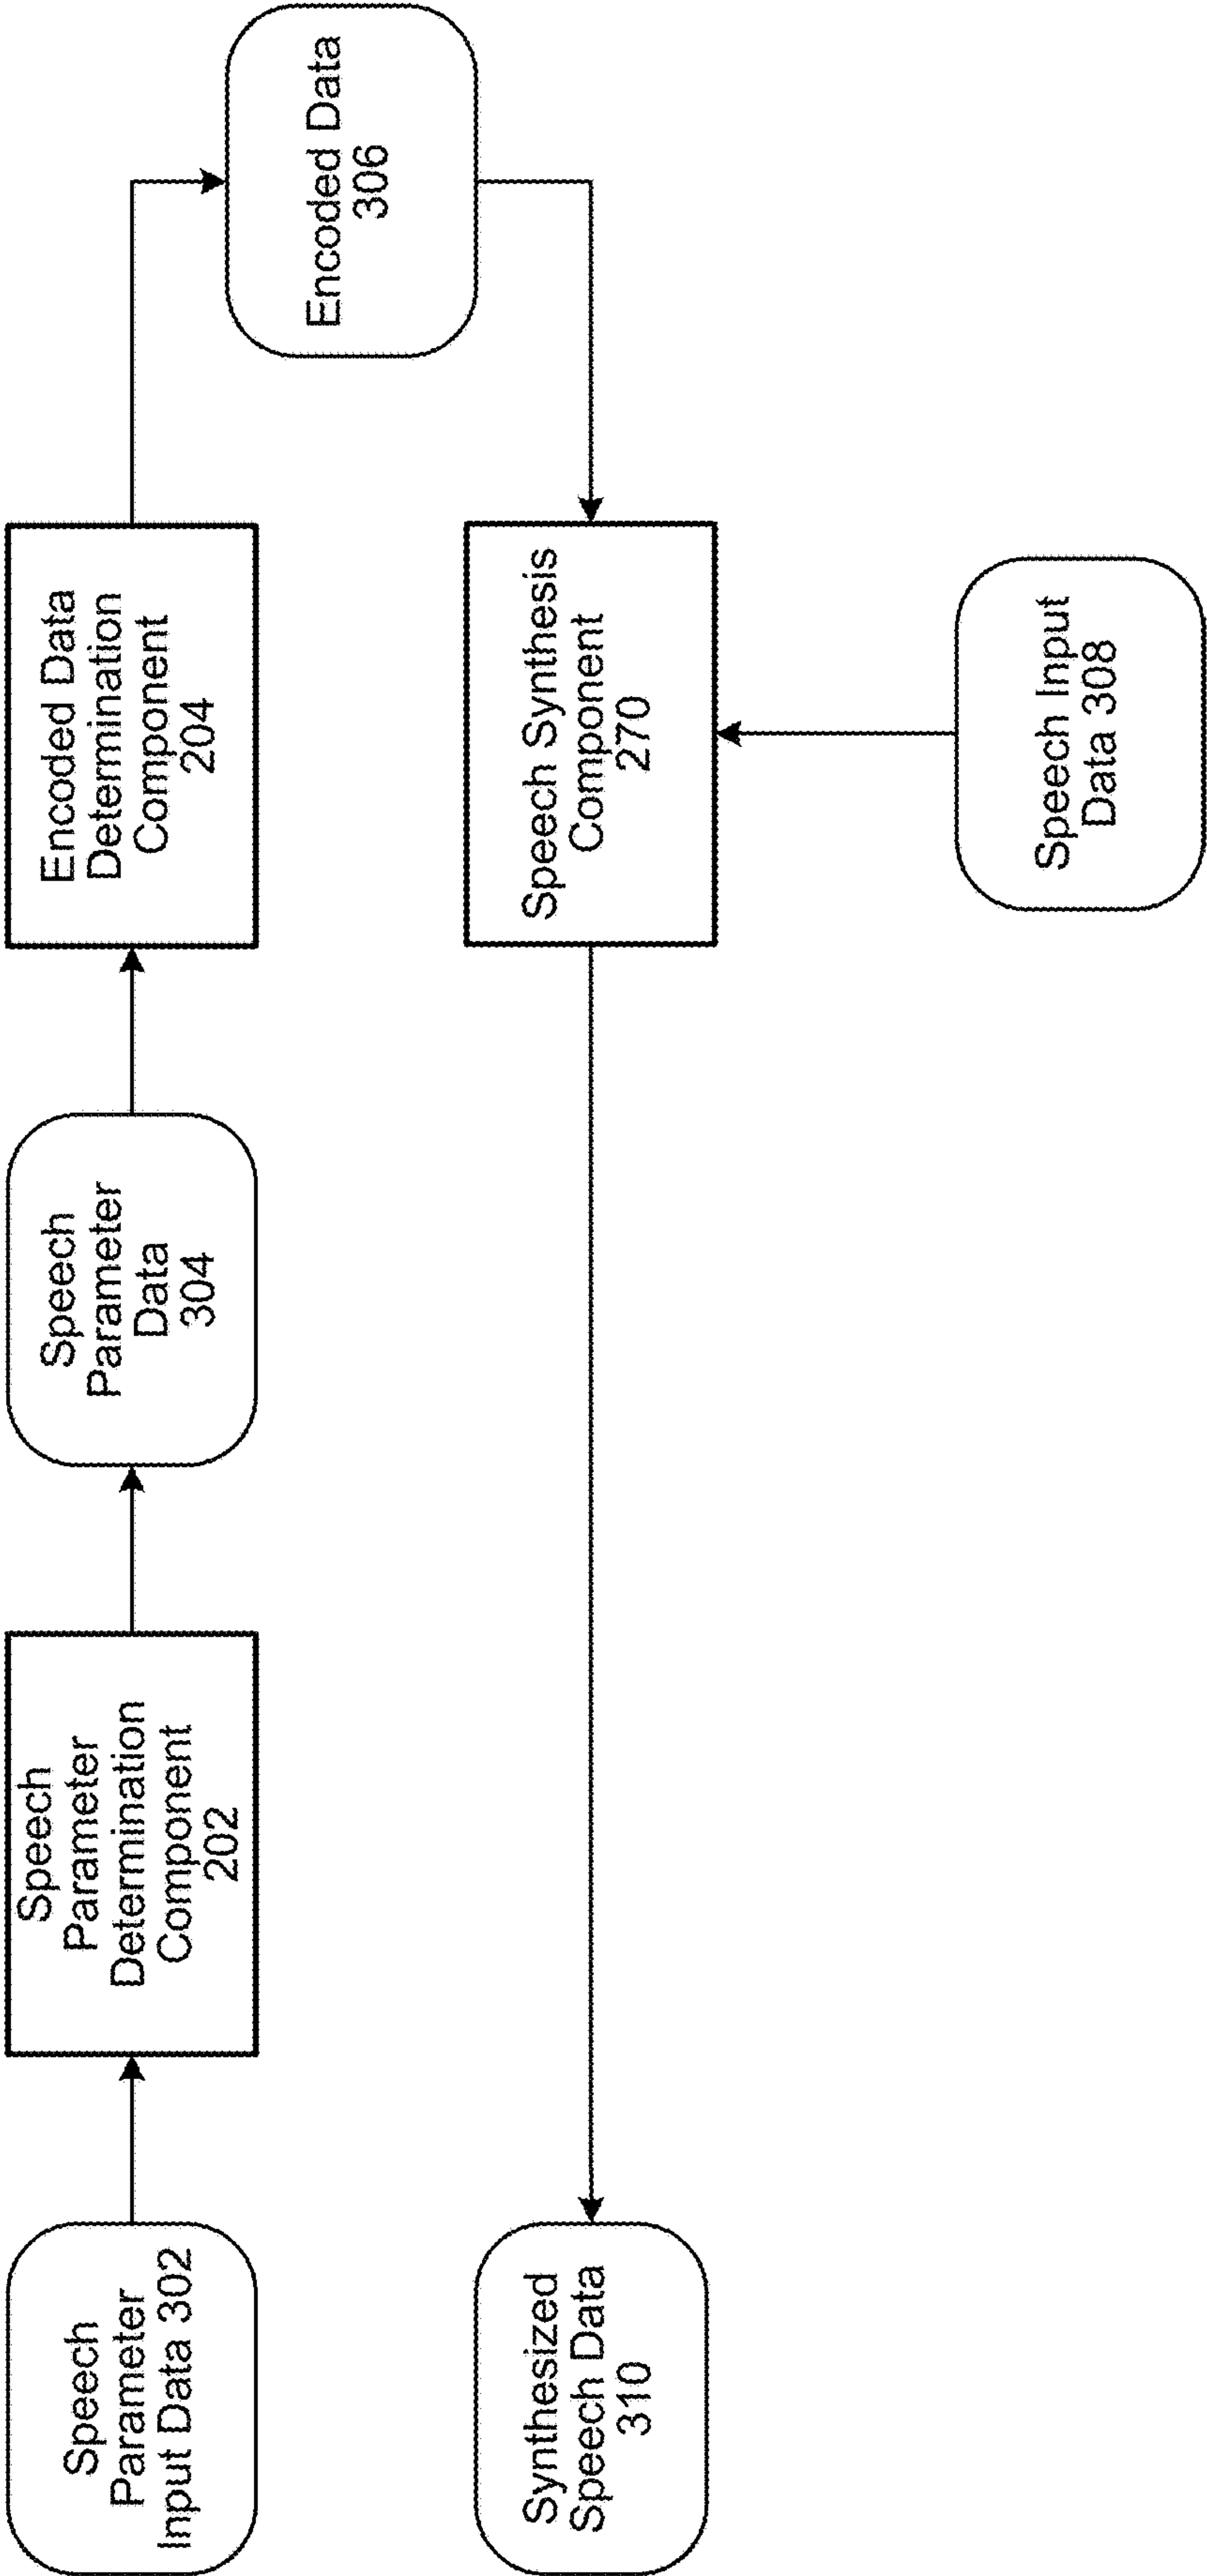 Speech
Parameter
Input Data 302
Speech
Parameter
Determination
Component
202
Speech
Parameter
Data
304
Encoded Data
Determination
Component
204
Encoded Data
306
Synthesized
Speech Data
310
Speech Synthesis
Component
270
Speech Input
Data 308